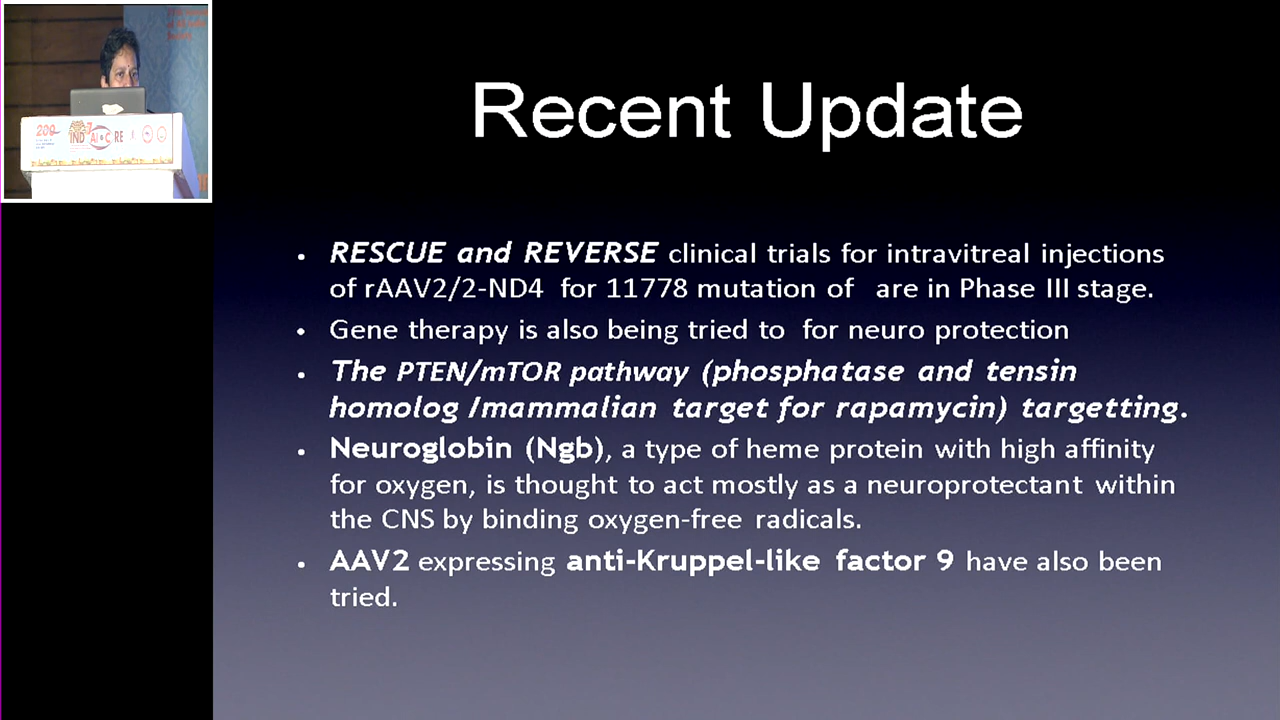 Recent Update
• RESCUE and REVERSE clinical trials for intravitreal injections
of rAAV2/2-ND4 for 11778 mutation of are in Phase III stage.
• Gene therapy is also being tried to for neuro protection
• The PTEN/mTOR pathway (phosphatase and tensin
homolog /mammalian target for rapamycin) targetting.
• Neuroglobin (Ngb), a type of heme protein with high affinity
for oxygen, is thought to act mostly as a neuroprotectant within
the CNS by binding oxygen-free radicals.
• AAV2 expressing anti-Kruppel-like factor 9 have also been
tried.
200